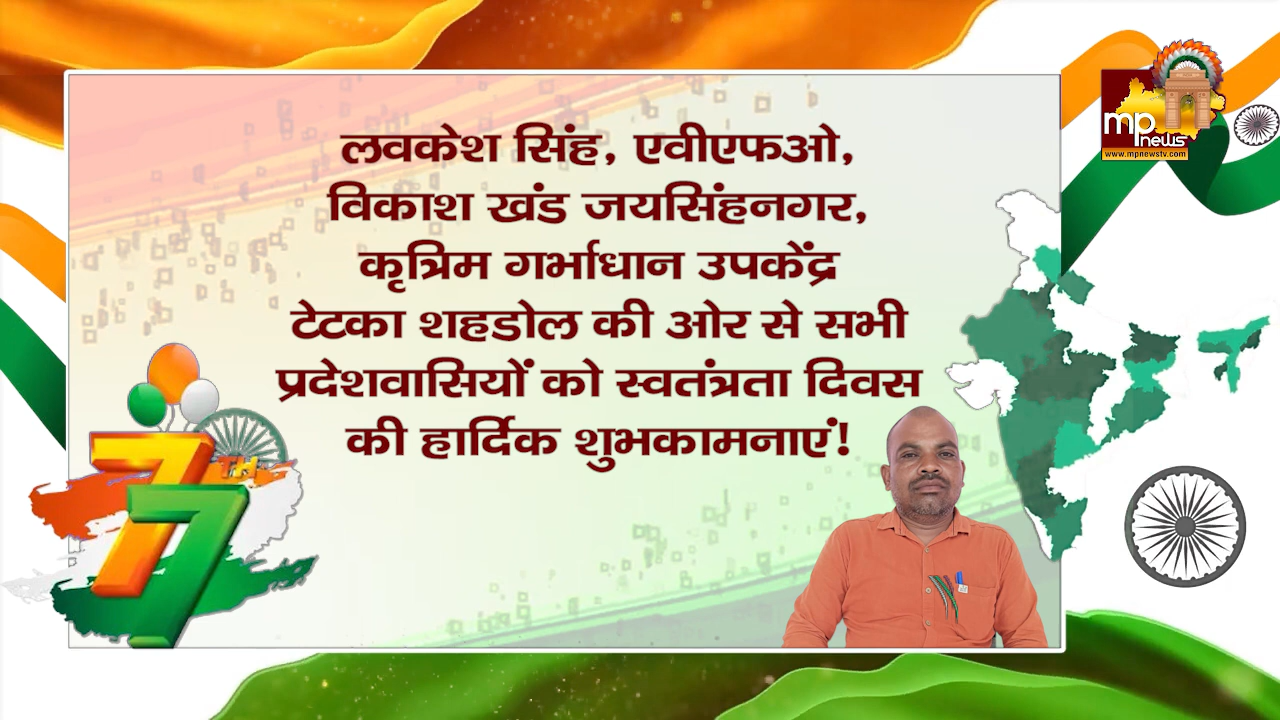 लवकेश सिंह, एवीएफओ,
विकाश खंड जयसिंहनगर,
कृत्रिम गर्भाधान उपकेंद्र
टेटका शहडोल की ओर से सभी
प्रदेशवासियों को स्वतंत्रता दिवस
की हार्दिक शुभकामनाएं!
77TH
mp
news
www.mpnewstv.com